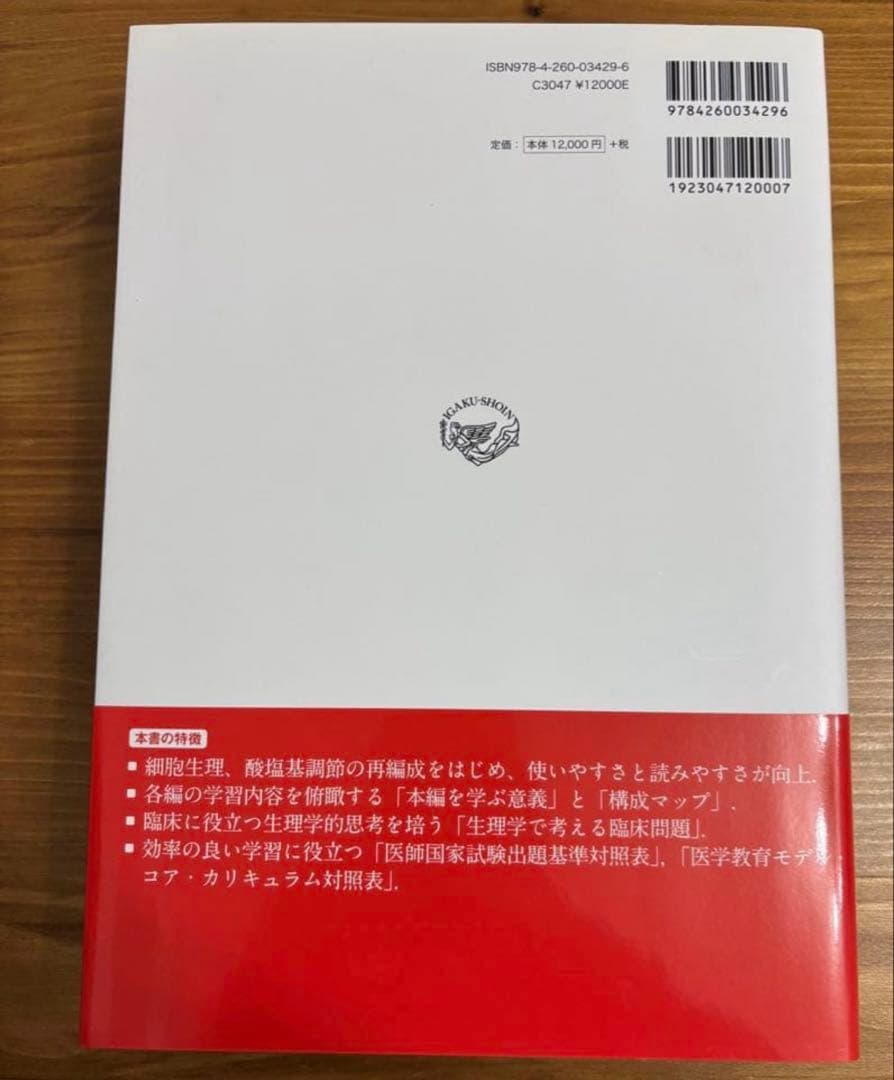 ISBN978-4-260-03429-6
C3047 ¥12000E
9784260034296
定価：本体 12,000 円 +税
1923047120007
IGAKU-SHOIN
本書の特徴
■ 細胞生理、酸塩基調節の再編成をはじめ、使いやすさと読みやすさが向上.
■ 各編の学習内容を俯瞰する「本編を学ぶ意義」と「構成マップ」.
■ 臨床に役立つ生理学的思考を培う「生理学で考える臨床問題」.
■ 効率の良い学習に役立つ「医師国家試験出題基準対照表」,「医学教育モデル・
コア・カリキュラム対照表」.